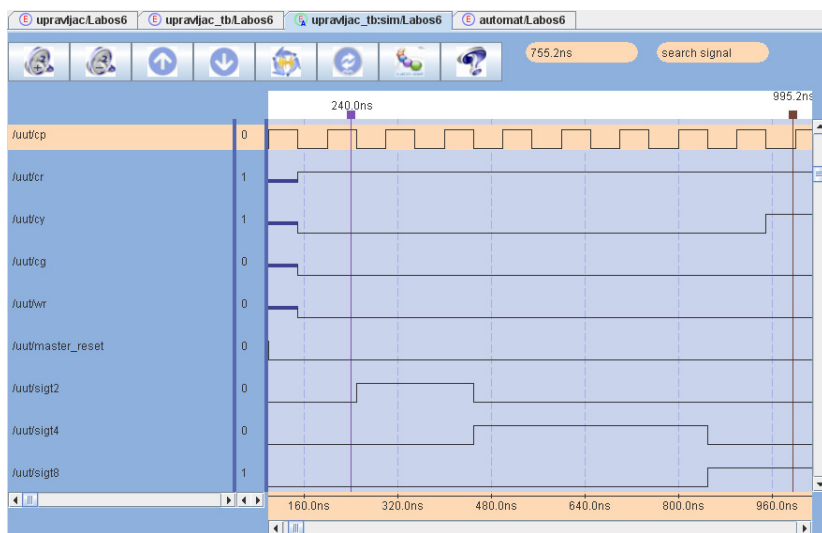 upravljac/Labos6 upravljac_tb/Labos6 upravljac_tb:sim/Labos6 automat/Labos6
755.2ns search signal
240.0ns 995.2ns
/uut/cp 0
/uut/cr 1
/uut/cy 1
/uut/cg 0
/uut/wr 0
/uut/master_reset 0
/uut/sigt2 0
/uut/sigt4 0
/uut/sigt8 1
160.0ns 320.0ns 480.0ns 640.0ns 800.0ns 960.0ns